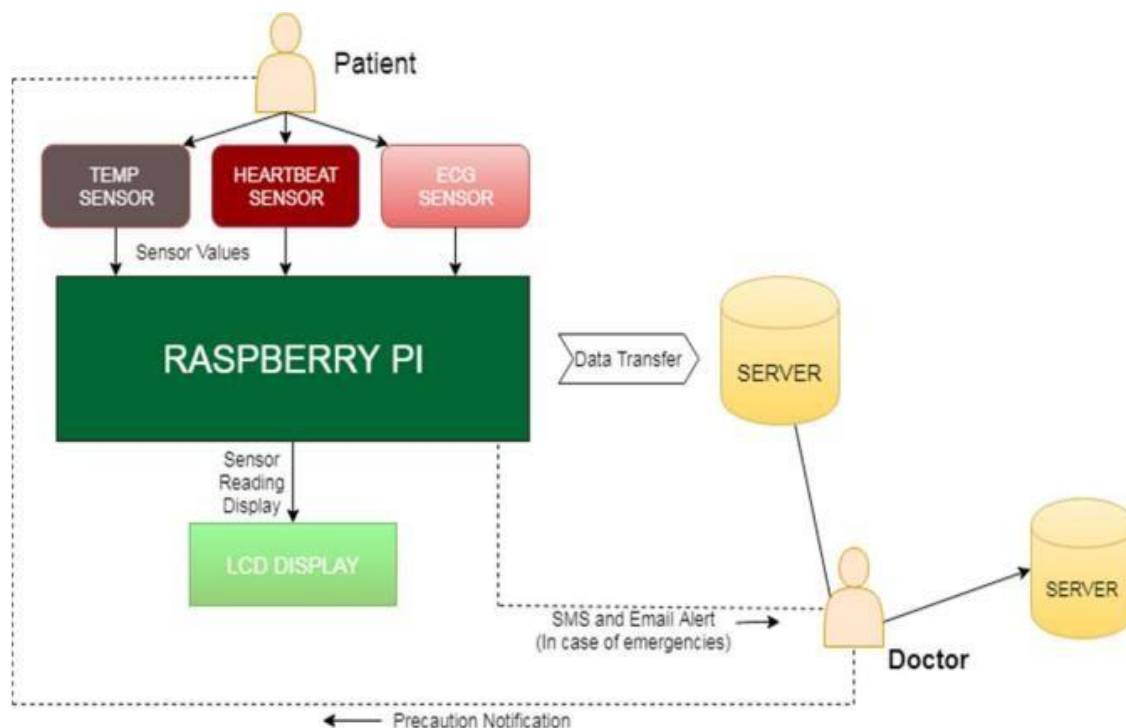 Patient
TEMP
SENSOR
HEARTBEAT
SENSOR
ECG
SENSOR
Sensor Values
RASPBERRY PI
Data Transfer
SERVER
Sensor
Reading
Display
LCD DISPLAY
SERVER
SMS and Email Alert
(In case of emergencies)
Doctor
Precaution Notification